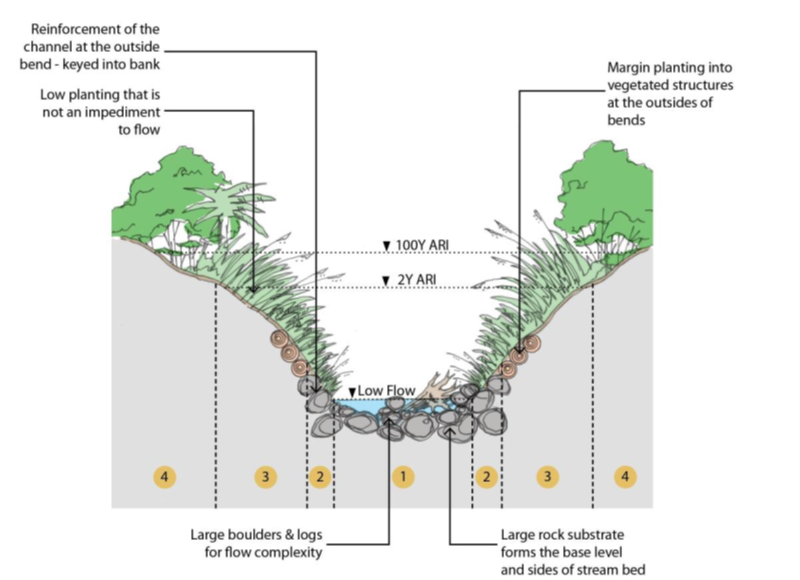 Reinforcement of the
channel at the outside
bend - keyed into bank
Low planting that is
not an impediment
to flow
Margin planting into
vegetated structures
at the outsides of
bends
100Y ARI
2Y ARI
Low Flow
4
3
2
1
2
3
4
Large boulders & logs
for flow complexity
Large rock substrate
forms the base level
and sides of stream bed